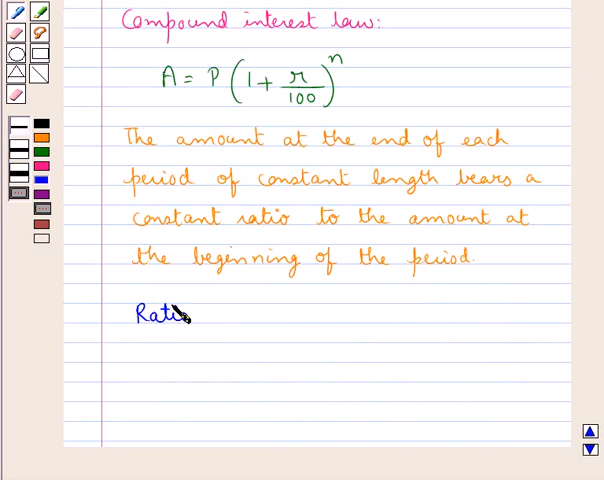 Compound interest law:
A = P (1 + r/100)^n
The amount at the end of each
period of constant length bears a
constant ratio to the amount at
the beginning of the period.
Rati